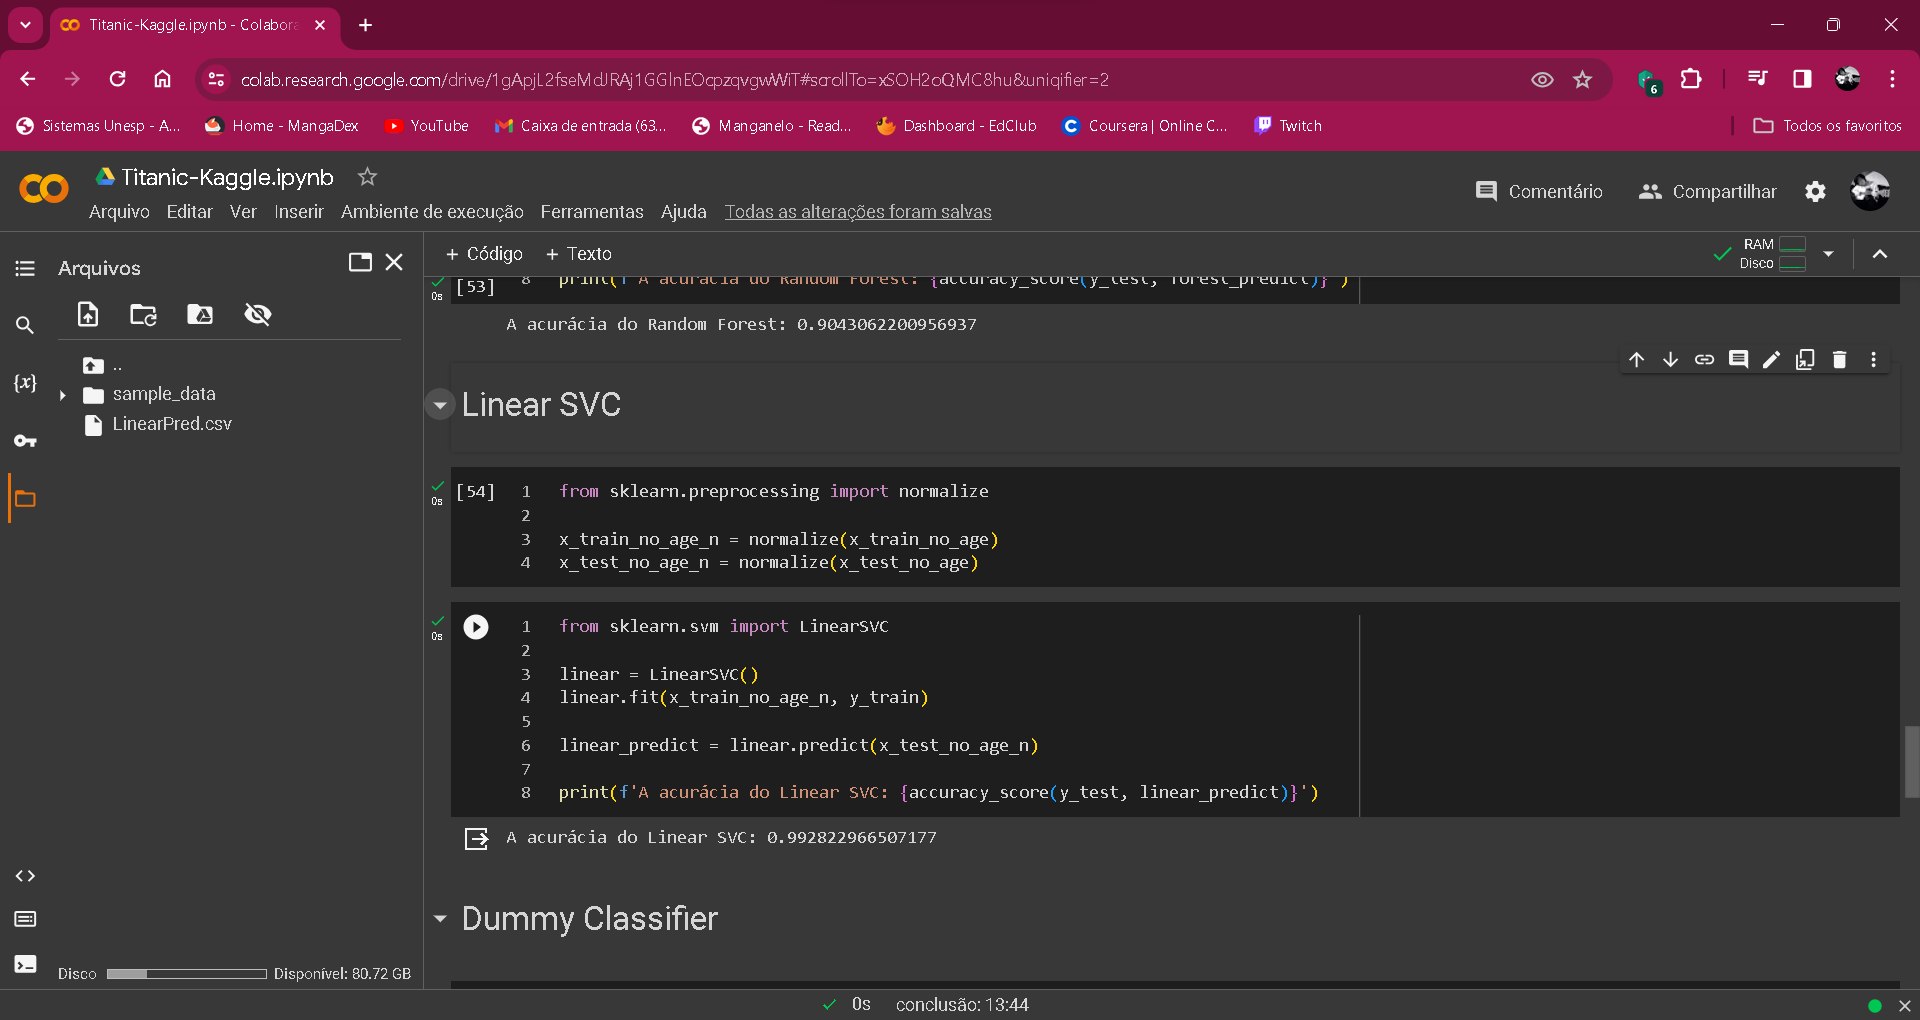 Titanic-Kaggle.ipynb - Colabora
colab.research.google.com/drive/1gApjL2fseMdJRAj1GGlnEOcpzqvgwWiT#scrollTo=xSOH2oQMC8hu&uniqifier=2
6
Sistemas Unesp - A...
Home - MangaDex
YouTube
Caixa de entrada (63...
Manganelo - Read...
Dashboard - EdClub
Coursera | Online C...
Twitch
Todos os favoritos
Titanic-Kaggle.ipynb
Comentário
Compartilhar
Arquivo Editar Ver Inserir Ambiente de execução Ferramentas Ajuda Todas as alterações foram salvas
Arquivos
+ Código + Texto
RAM
Disco
..
sample_data
LinearPred.csv
{x}
0s
[53] 8 print(f'A acurácia do Random Forest: {accuracy_score(y_test, forest_predict)}')
A acurácia do Random Forest: 0.9043062200956937
Linear SVC
0s
[54] 1 from sklearn.preprocessing import normalize
2
3 x_train_no_age_n = normalize(x_train_no_age)
4 x_test_no_age_n = normalize(x_test_no_age)
0s
1 from sklearn.svm import LinearSVC
2
3 linear = LinearSVC()
4 linear.fit(x_train_no_age_n, y_train)
5
6 linear_predict = linear.predict(x_test_no_age_n)
7
8 print(f'A acurácia do Linear SVC: {accuracy_score(y_test, linear_predict)}')
A acurácia do Linear SVC: 0.992822966507177
Dummy Classifier
Disco Disponível: 80.72 GB
0s conclusão: 13:44